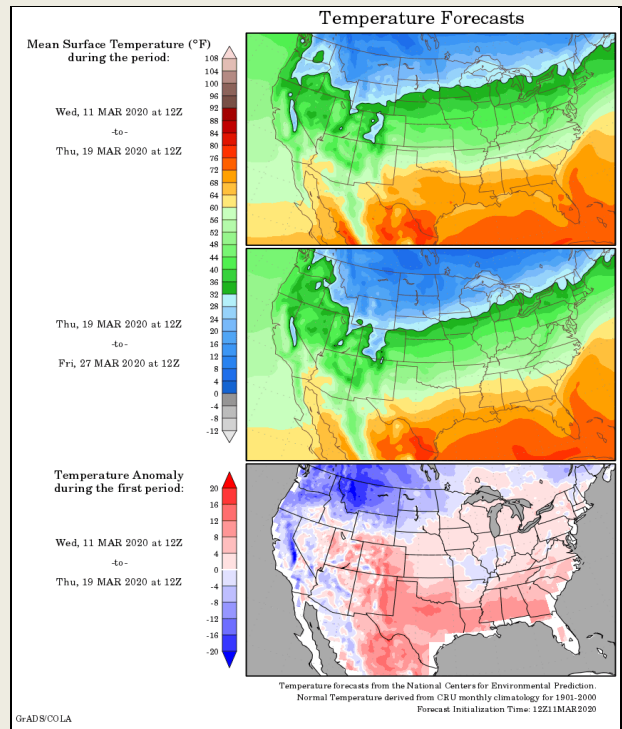 Temperature Forecasts
Mean Surface Temperature (°F)
during the period:
Wed, 11 MAR 2020 at 12Z
-to-
Thu, 19 MAR 2020 at 12Z
108
104
100
96
92
88
84
80
76
72
68
64
60
56
52
48
44
40
36
32
28
24
20
16
12
8
4
0
-4
-8
-12
Thu, 19 MAR 2020 at 12Z
-to-
Fri, 27 MAR 2020 at 12Z
Temperature Anomaly
during the first period:
Wed, 11 MAR 2020 at 12Z
-to-
Thu, 19 MAR 2020 at 12Z
20
16
12
8
4
0
-4
-8
-12
-16
-20
Temperature forecasts from the National Centers for Environmental Prediction.
Normal Temperature derived from CRU monthly climatology for 1901-2000
Forecast Initialization Time: 12Z11MAR2020
GrADS/COLA